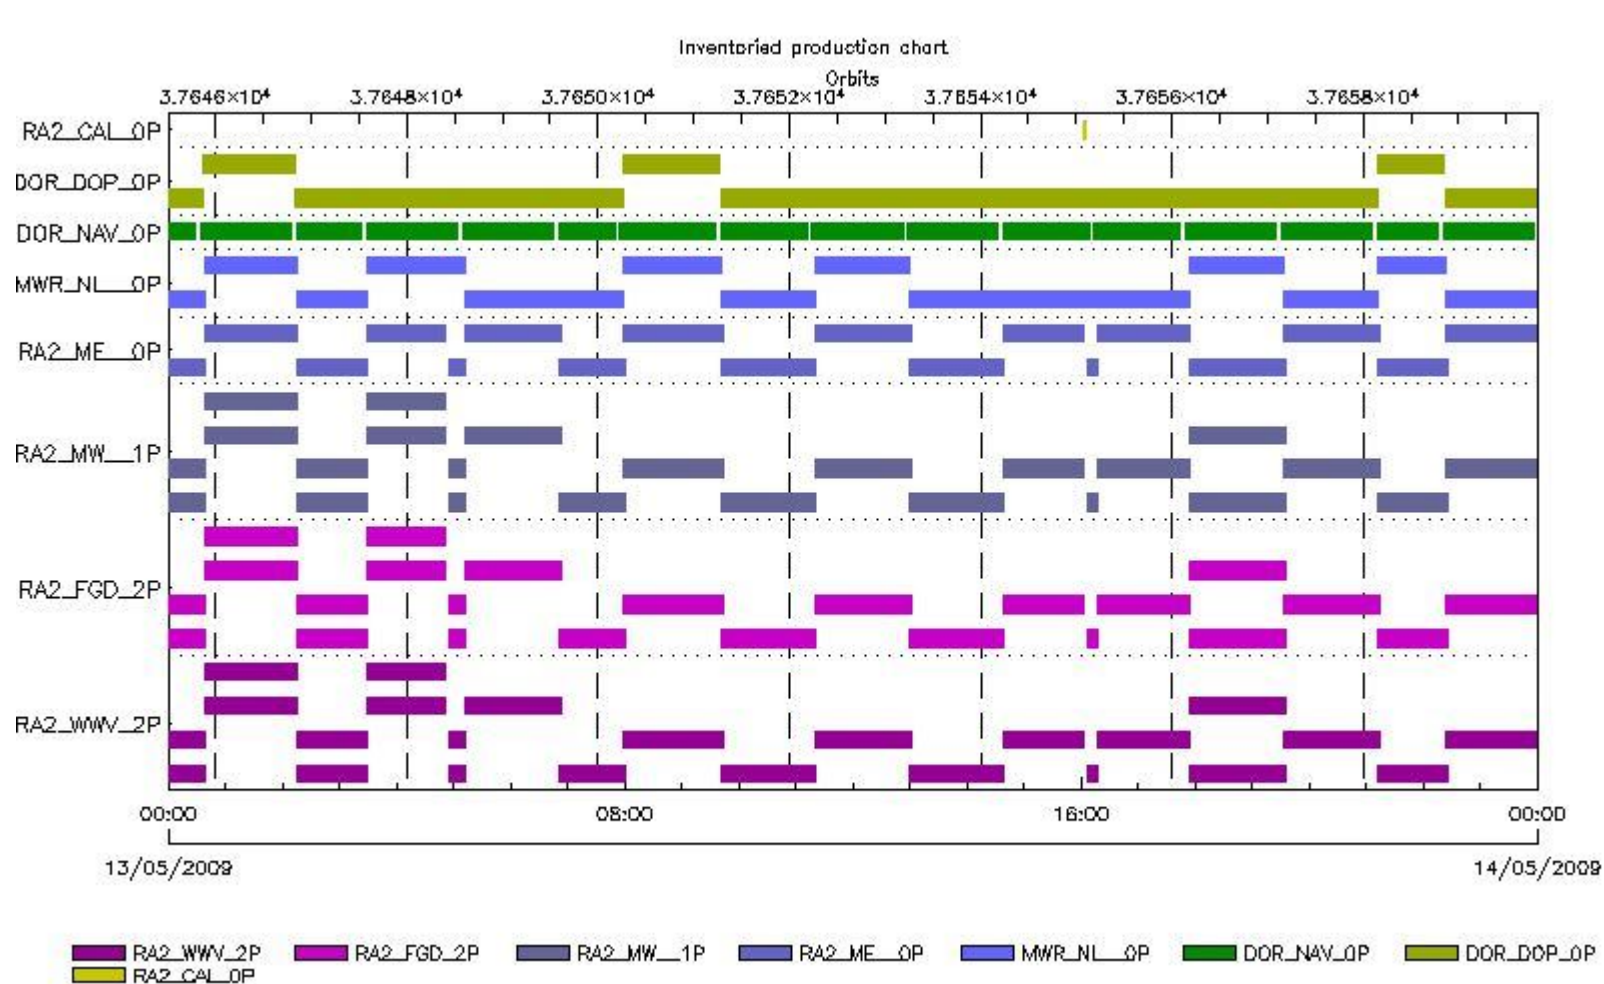 Inventoried production chart
Orbits
3.7646×10⁴ 3.7648×10⁴ 3.7650×10⁴ 3.7652×10⁴ 3.7654×10⁴ 3.7656×10⁴ 3.7658×10⁴
RA2_CAL_0P
DOR_DOP_0P
DOR_NAV_0P
MWR_NL__0P
RA2_ME__0P
RA2_MW__1P
RA2_FGD_2P
RA2_WWV_2P
00:00 08:00 16:00 00:00
13/05/2009 14/05/2009
RA2_WWV_2P RA2_FGD_2P RA2_MW__1P RA2_ME__0P MWR_NL__0P DOR_NAV_0P DOR_DOP_0P
RA2_CAL_0P